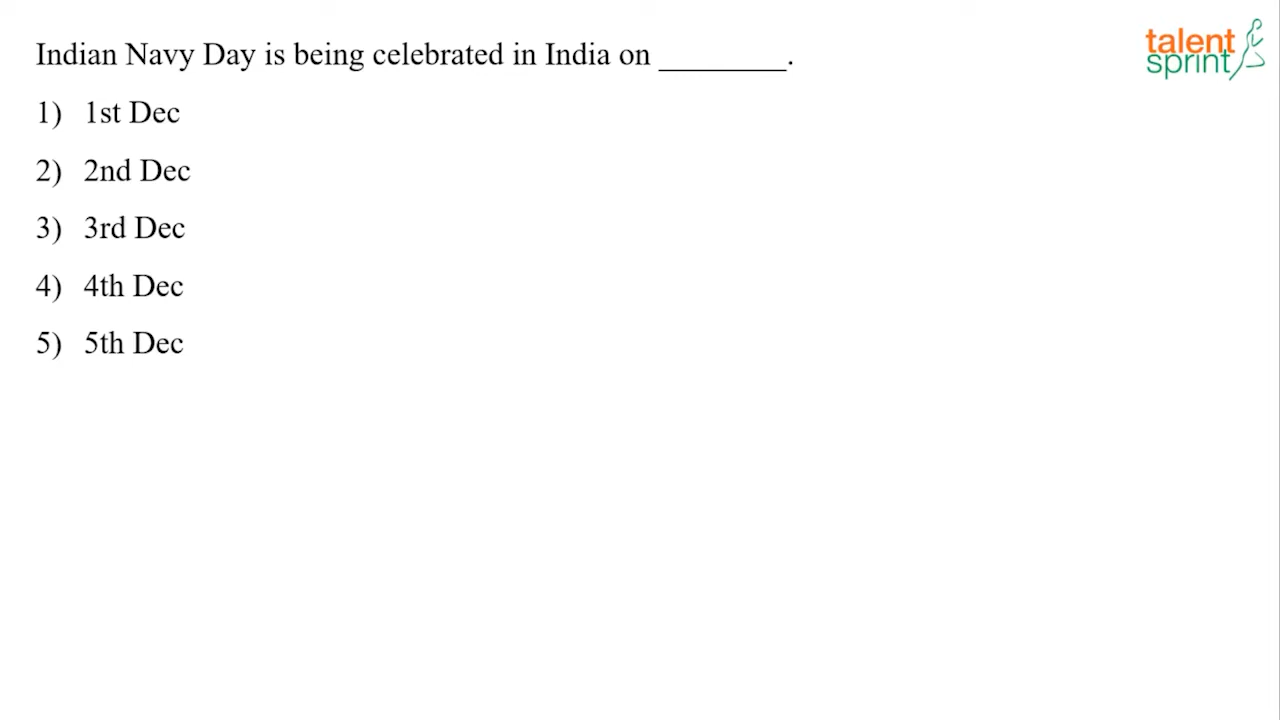 Indian Navy Day is being celebrated in India on ________.
1) 1st Dec
2) 2nd Dec
3) 3rd Dec
4) 4th Dec
5) 5th Dec
talent
sprint